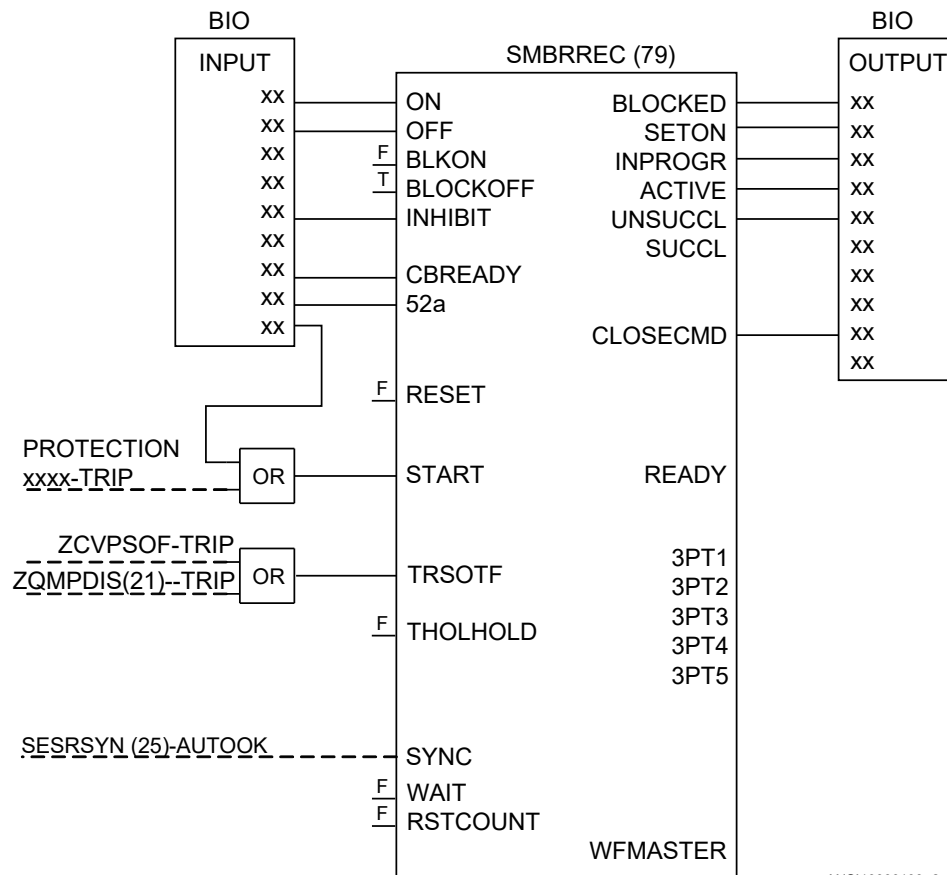 BIO
INPUT
xx
xx
xx
xx
xx
xx
xx
xx
xx
SMBRREC (79)
ON
OFF
F BLKON
T BLOCKOFF
INHIBIT
CBREADY
52a
F RESET
START
TRSOTF
F THOLHOLD
SYNC
F WAIT
F RSTCOUNT
BLOCKED
SETON
INPROGR
ACTIVE
UNSUCCL
SUCCL
CLOSECMD
READY
3PT1
3PT2
3PT3
3PT4
3PT5
WFMASTER
BIO
OUTPUT
xx
xx
xx
xx
xx
xx
xx
xx
xx
xx
PROTECTION
xxxx-TRIP
OR
ZCVPSOF-TRIP
ZQMPDIS(21)--TRIP
OR
SESRSYN (25)-AUTOOK